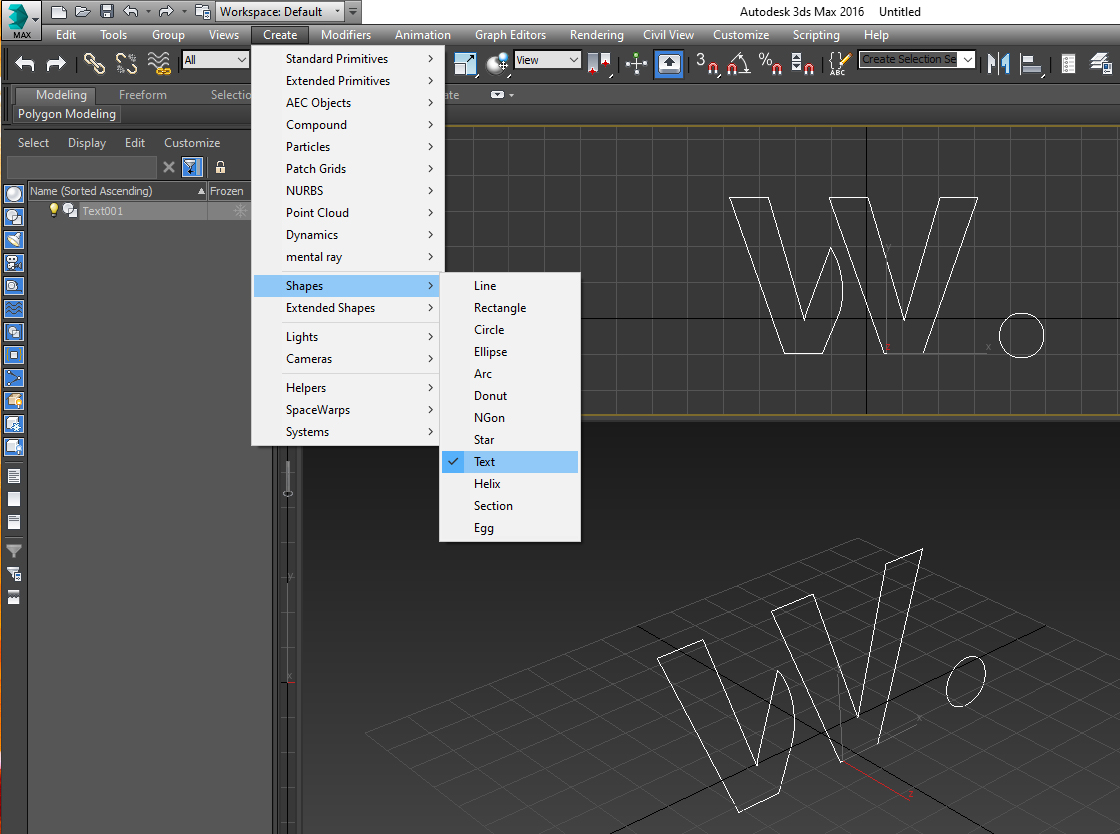 Workspace: Default
Autodesk 3ds Max 2016 Untitled
MAX
Edit Tools Group Views Create Modifiers Animation Graph Editors Rendering Civil View Customize Scripting Help
All
View
3
%
ABC
Create Selection Se
Modeling Freeform Selectio
ate
Polygon Modeling
Select Display Edit Customize
Name (Sorted Ascending) Frozen
Text001
Standard Primitives
Extended Primitives
AEC Objects
Compound
Particles
Patch Grids
NURBS
Point Cloud
Dynamics
mental ray
Shapes
Extended Shapes
Lights
Cameras
Helpers
SpaceWarps
Systems
Line
Rectangle
Circle
Ellipse
Arc
Donut
NGon
Star
Text
Helix
Section
Egg
y
z
x
y
x
x
z